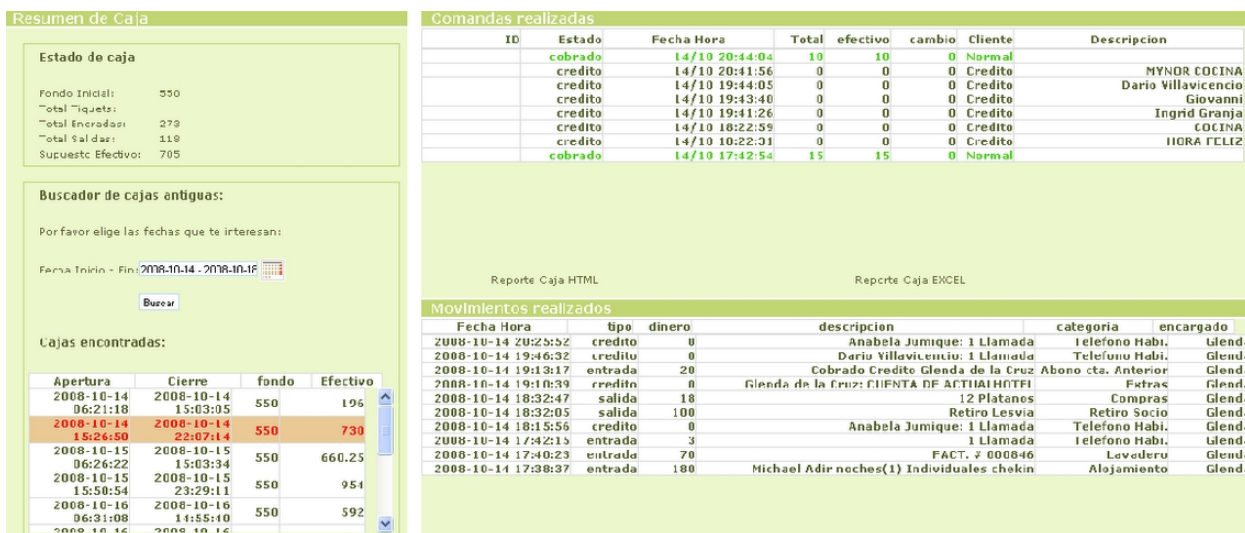 Resumen de Caja
Estado de caja
Fondo Inicial: 550
Total Tiquets:
Total Entradas: 273
Total Salidas: 118
Supuesto Efectivo: 705
Buscador de cajas antiguas:
Por favor elige las fechas que te interesan:
Fecha Inicio - Fin: 2008-10-14 - 2008-10-18
Buscar
Cajas encontradas:
Apertura Cierre fondo Efectivo
2008-10-14 06:21:18 2008-10-14 15:03:05 550 196
2008-10-14 15:26:50 2008-10-14 22:07:14 550 730
2008-10-15 06:26:22 2008-10-15 15:03:34 550 660.25
2008-10-15 15:50:54 2008-10-15 23:29:11 550 954
2008-10-16 06:31:08 2008-10-16 14:55:40 550 592
2008-10-16 2008-10-16
Comandas realizadas
ID Estado Fecha Hora Total efectivo cambio Cliente Descripcion
cobrado 14/10 20:44:04 10 10 0 Normal
credito 14/10 20:41:56 0 0 0 Credito MYNOR COCINA
credito 14/10 19:44:05 0 0 0 Credito Dario Villavicencio
credito 14/10 19:43:40 0 0 0 Credito Giovanni
credito 14/10 19:41:26 0 0 0 Credito Ingrid Granja
credito 14/10 18:22:59 0 0 0 Credito COCINA
credito 14/10 18:22:31 0 0 0 Credito HORA FELIZ
cobrado 14/10 17:42:54 15 15 0 Normal
Reporte Caja HTML Reporte Caja EXCEL
Movimientos realizados
Fecha Hora tipo dinero descripcion categoria encargado
2008-10-14 20:25:52 credito 0 Anabela Jumique: 1 Llamada Telefono Habi. Glend
2008-10-14 19:46:32 credito 0 Dario Villavicencio: 1 Llamada Telefono Habi. Glend
2008-10-14 19:13:17 entrada 20 Cobrado Credito Glenda de la Cruz Abono cta. Anterior Glend
2008-10-14 19:10:39 credito 0 Glenda de la Cruz: CUENTA DE ACTUALHOTEL Extras Glend
2008-10-14 18:32:47 salida 18 12 Platanos Compras Glend
2008-10-14 18:32:05 salida 100 Retiro Lesvia Retiro Socio Glend
2008-10-14 18:15:56 credito 0 Anabela Jumique: 1 Llamada Telefono Habi. Glend
2008-10-14 17:42:15 entrada 3 1 Llamada Telefono Habi. Glend
2008-10-14 17:40:23 entrada 70 FACT. # 000846 Lavaderu Glend
2008-10-14 17:38:37 entrada 180 Michael Adir noches(1) Individuales chekin Alojamiento Glend